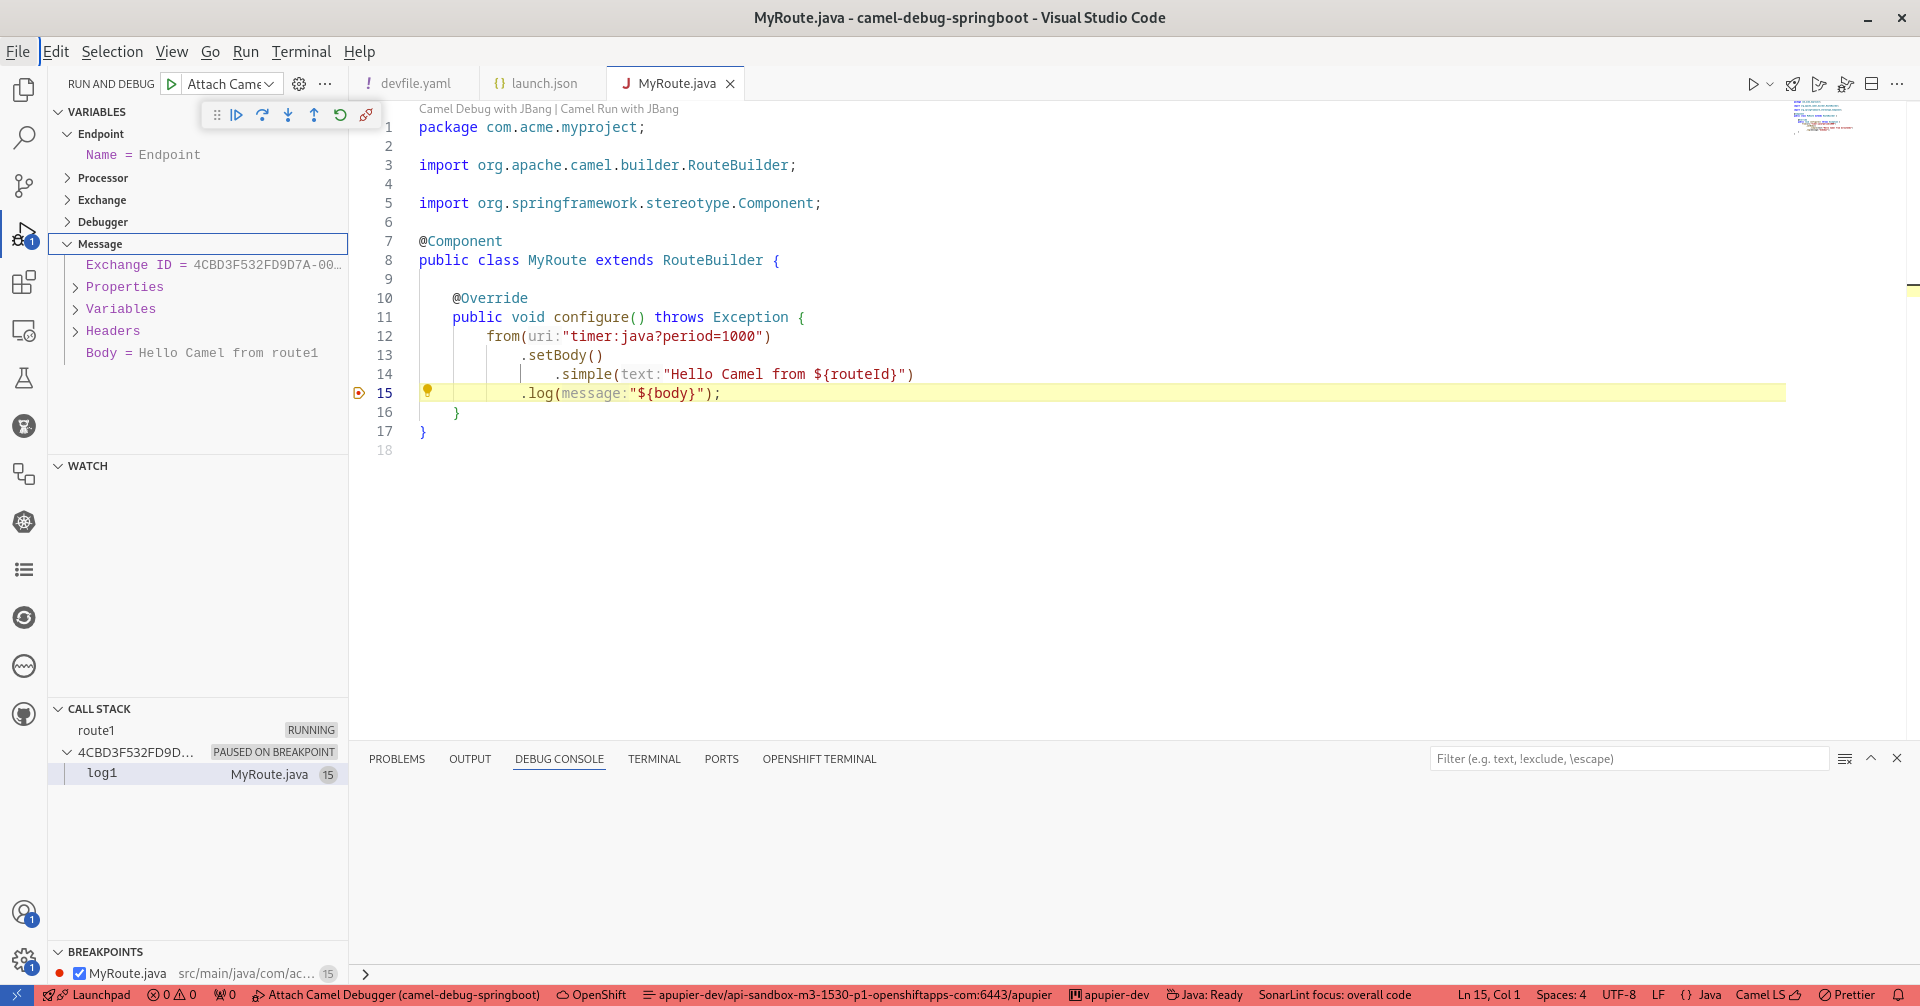 MyRoute.java - camel-debug-springboot - Visual Studio Code
File Edit Selection View Go Run Terminal Help
RUN AND DEBUG Attach Came
devfile.yaml launch.json MyRoute.java
VARIABLES
Endpoint
Name = Endpoint
Processor
Exchange
Debugger
Message
Exchange ID = 4CBD3F532FD9D7A-00…
Properties
Variables
Headers
Body = Hello Camel from route1
WATCH
CALL STACK
route1 RUNNING
4CBD3F532FD9D… PAUSED ON BREAKPOINT
log1 MyRoute.java 15
BREAKPOINTS
MyRoute.java src/main/java/com/ac… 15
1
1
1
Camel Debug with JBang | Camel Run with JBang
1 package com.acme.myproject;
2
3 import org.apache.camel.builder.RouteBuilder;
4
5 import org.springframework.stereotype.Component;
6
7 @Component
8 public class MyRoute extends RouteBuilder {
9
10 @Override
11 public void configure() throws Exception {
12 from(uri:"timer:java?period=1000")
13 .setBody()
14 .simple(text:"Hello Camel from ${routeId}")
15 .log(message:"${body}");
16 }
17 }
18
PROBLEMS OUTPUT DEBUG CONSOLE TERMINAL PORTS OPENSHIFT TERMINAL Filter (e.g. text, !exclude, \escape)
Launchpad 0 0 0 Attach Camel Debugger (camel-debug-springboot) OpenShift apupier-dev/api-sandbox-m3-1530-p1-openshiftapps-com:6443/apupier apupier-dev Java: Ready SonarLint focus: overall code Ln 15, Col 1 Spaces: 4 UTF-8 LF {} Java Camel LS Prettier